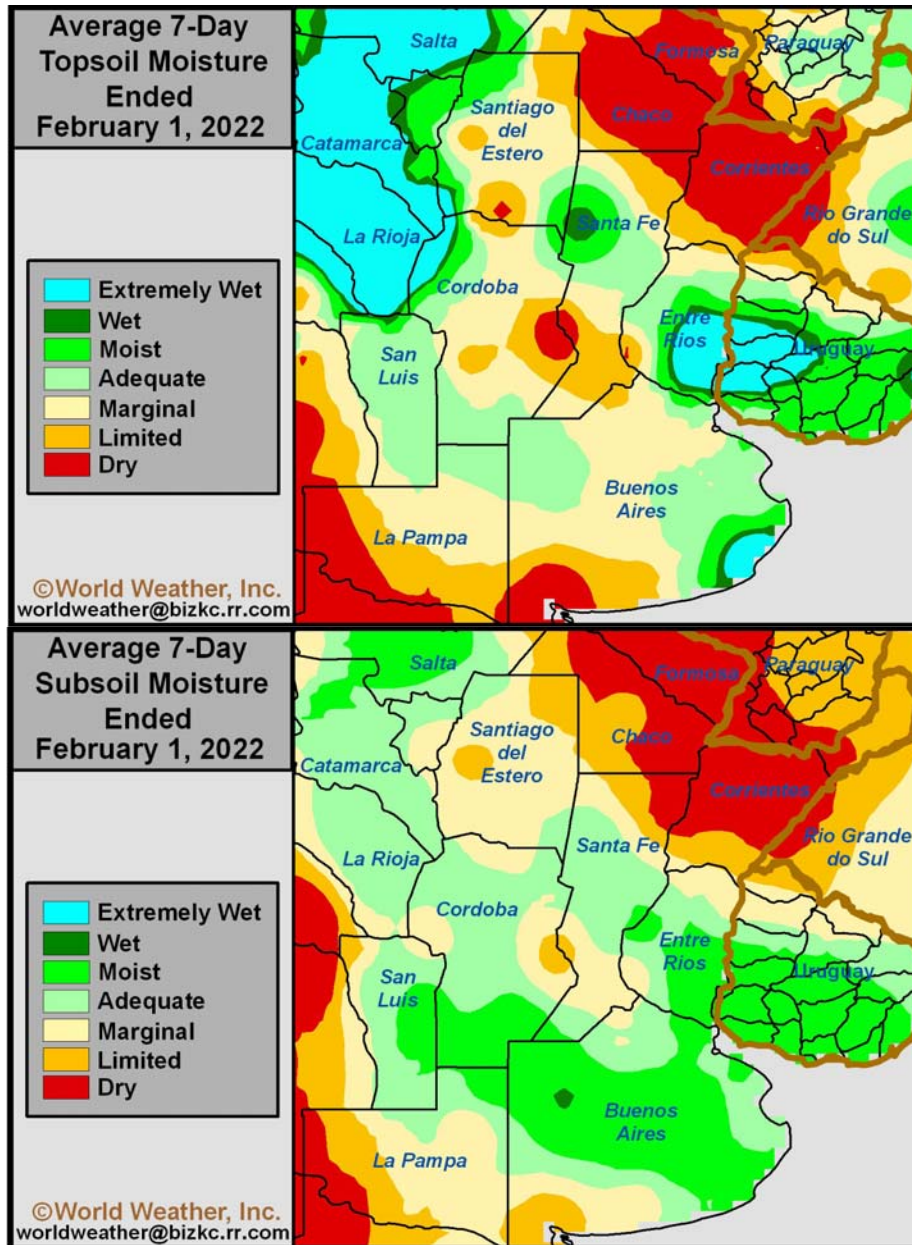 Average 7-Day
Topsoil Moisture
Ended
February 1, 2022
Extremely Wet
Wet
Moist
Adequate
Marginal
Limited
Dry
©World Weather, Inc.
worldweather@bizkc.rr.com
Salta
Formosa
Paraguay
Santiago
del
Estero
Chaco
Catamarca
Corrientes
La Rioja
Santa Fe
Rio Grande
do Sul
Cordoba
Entre
Rios
Uruguay
San
Luis
Buenos
Aires
La Pampa
Average 7-Day
Subsoil Moisture
Ended
February 1, 2022
Extremely Wet
Wet
Moist
Adequate
Marginal
Limited
Dry
©World Weather, Inc.
worldweather@bizkc.rr.com
Salta
Formosa
Paraguay
Santiago
del
Estero
Chaco
Catamarca
Corrientes
La Rioja
Santa Fe
Rio Grande
do Sul
Cordoba
Entre
Rios
Uruguay
San
Luis
Buenos
Aires
La Pampa